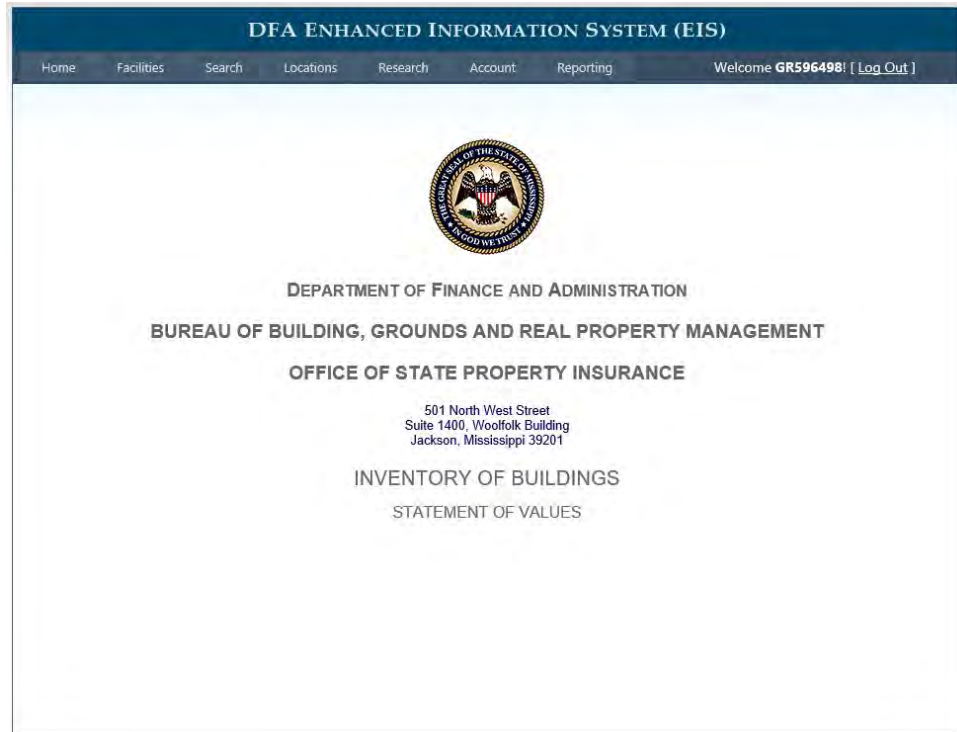 DFA ENHANCED INFORMATION SYSTEM (EIS)
Home Facilities Search Locations Research Account Reporting Welcome GR596498! [ Log Out ]
THE GREAT SEAL OF THE STATE OF MISSISSIPPI
IN GOD WE TRUST
DEPARTMENT OF FINANCE AND ADMINISTRATION
BUREAU OF BUILDING, GROUNDS AND REAL PROPERTY MANAGEMENT
OFFICE OF STATE PROPERTY INSURANCE
501 North West Street
Suite 1400, Woolfolk Building
Jackson, Mississippi 39201
INVENTORY OF BUILDINGS
STATEMENT OF VALUES